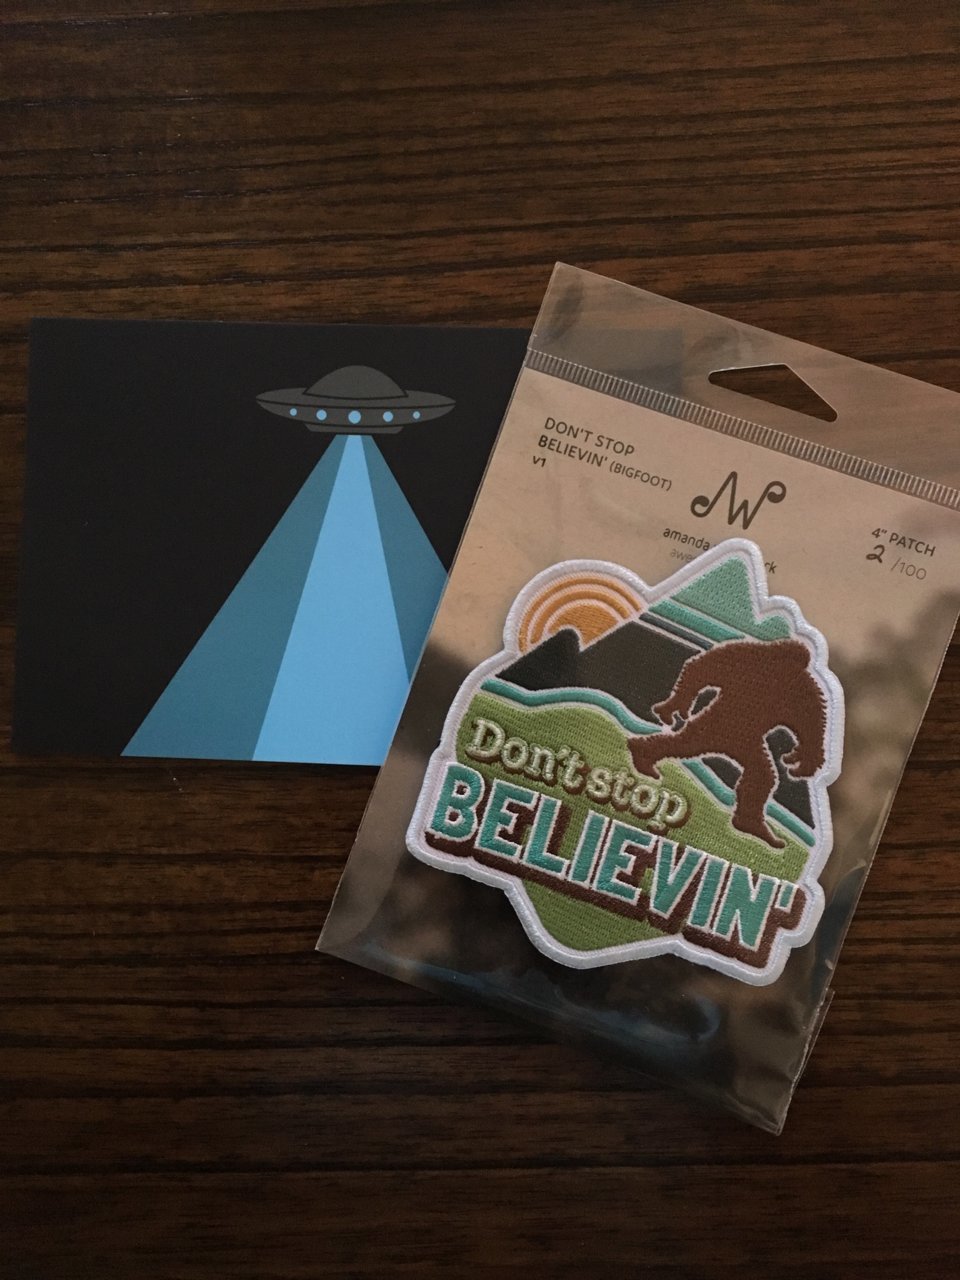 DON'T STOP
BELIEVIN' (BIGFOOT)
v1
amanda
4" PATCH
2 /100
Don't stop
BELIEVIN'